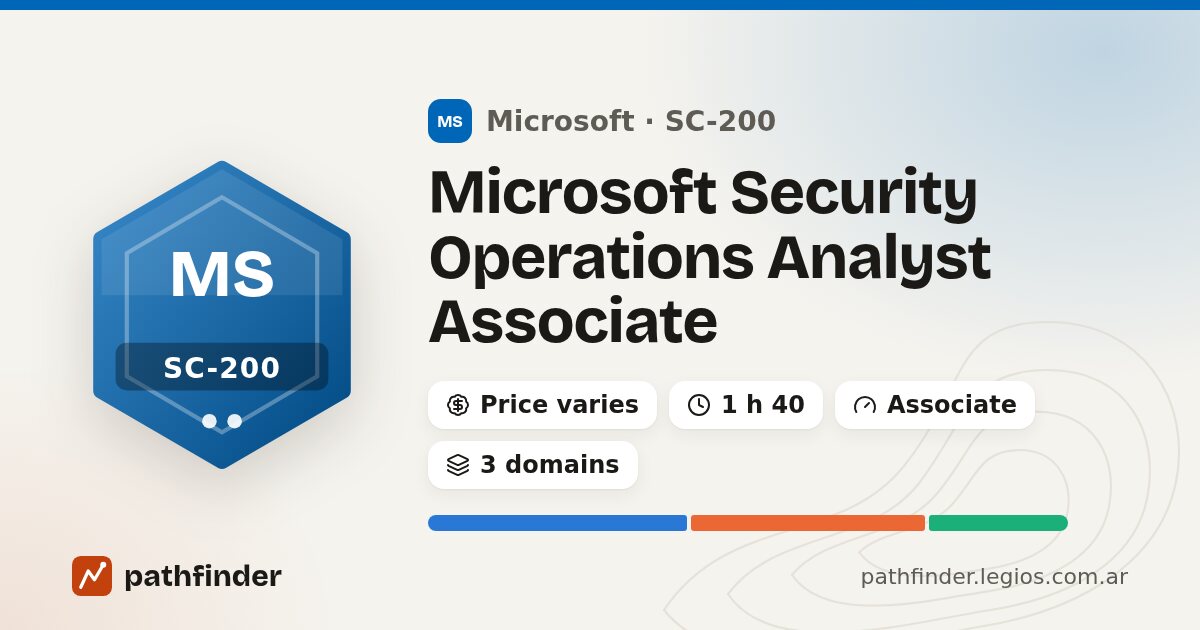 MS
SC-200
MS Microsoft · SC-200
Microsoft Security
Operations Analyst
Associate
Price varies
1 h 40
Associate
3 domains
pathfinder
pathfinder.legios.com.ar